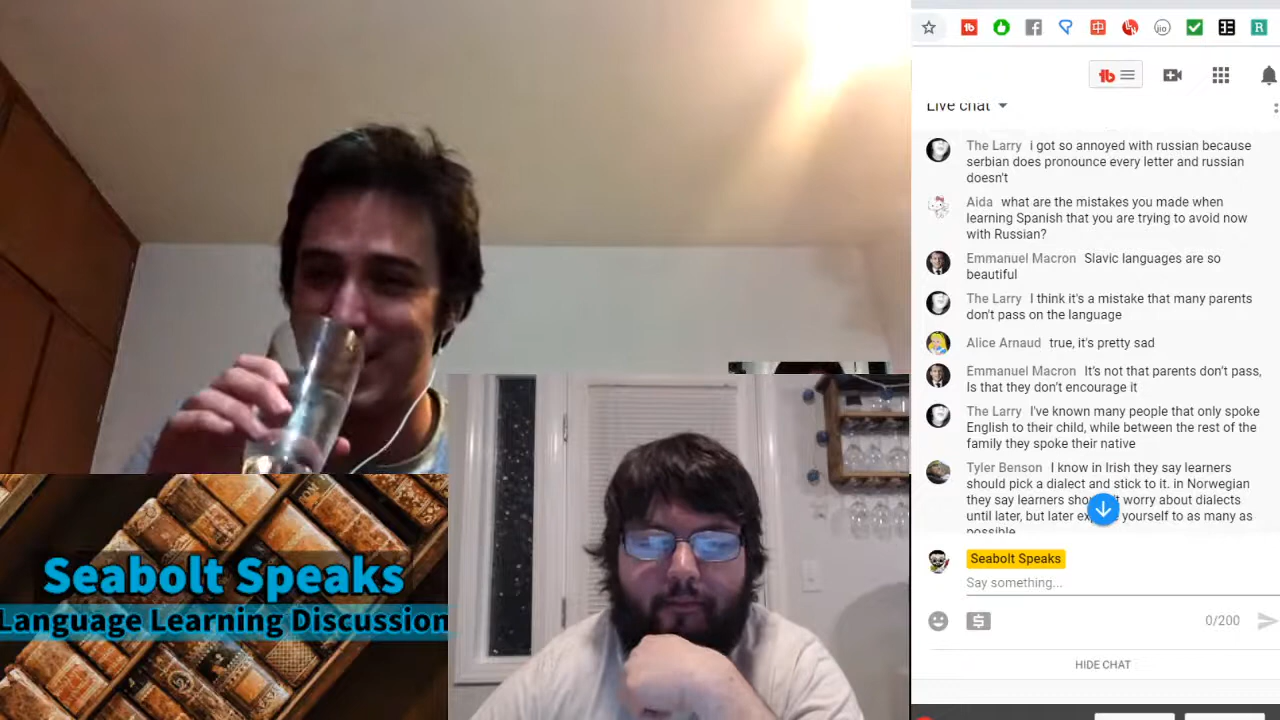 Live chat
The Larry i got so annoyed with russian because
serbian does pronounce every letter and russian
doesn't
Aida what are the mistakes you made when
learning Spanish that you are trying to avoid now
with Russian?
Emmanuel Macron Slavic languages are so
beautiful
The Larry I think it's a mistake that many parents
don't pass on the language
Alice Arnaud true, it's pretty sad
Emmanuel Macron It's not that parents don't pass,
Is that they don't encourage it
The Larry I've known many people that only spoke
English to their child, while between the rest of the
family they spoke their native
Tyler Benson I know in Irish they say learners
should pick a dialect and stick to it. in Norwegian
they say learners worry about dialects
until later, but later yourself to as many as
possible
Seabolt Speaks
Say something...
0/200
HIDE CHAT
Seabolt Speaks
Language Learning Discussion